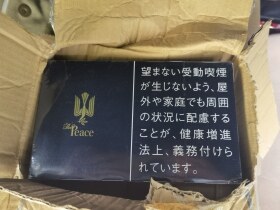 The
Peace
望まない受動喫煙
が生じないよう、屋
外や家庭でも周囲
の状況に配慮する
ことが、健康増進
法上、義務付けら
れています。